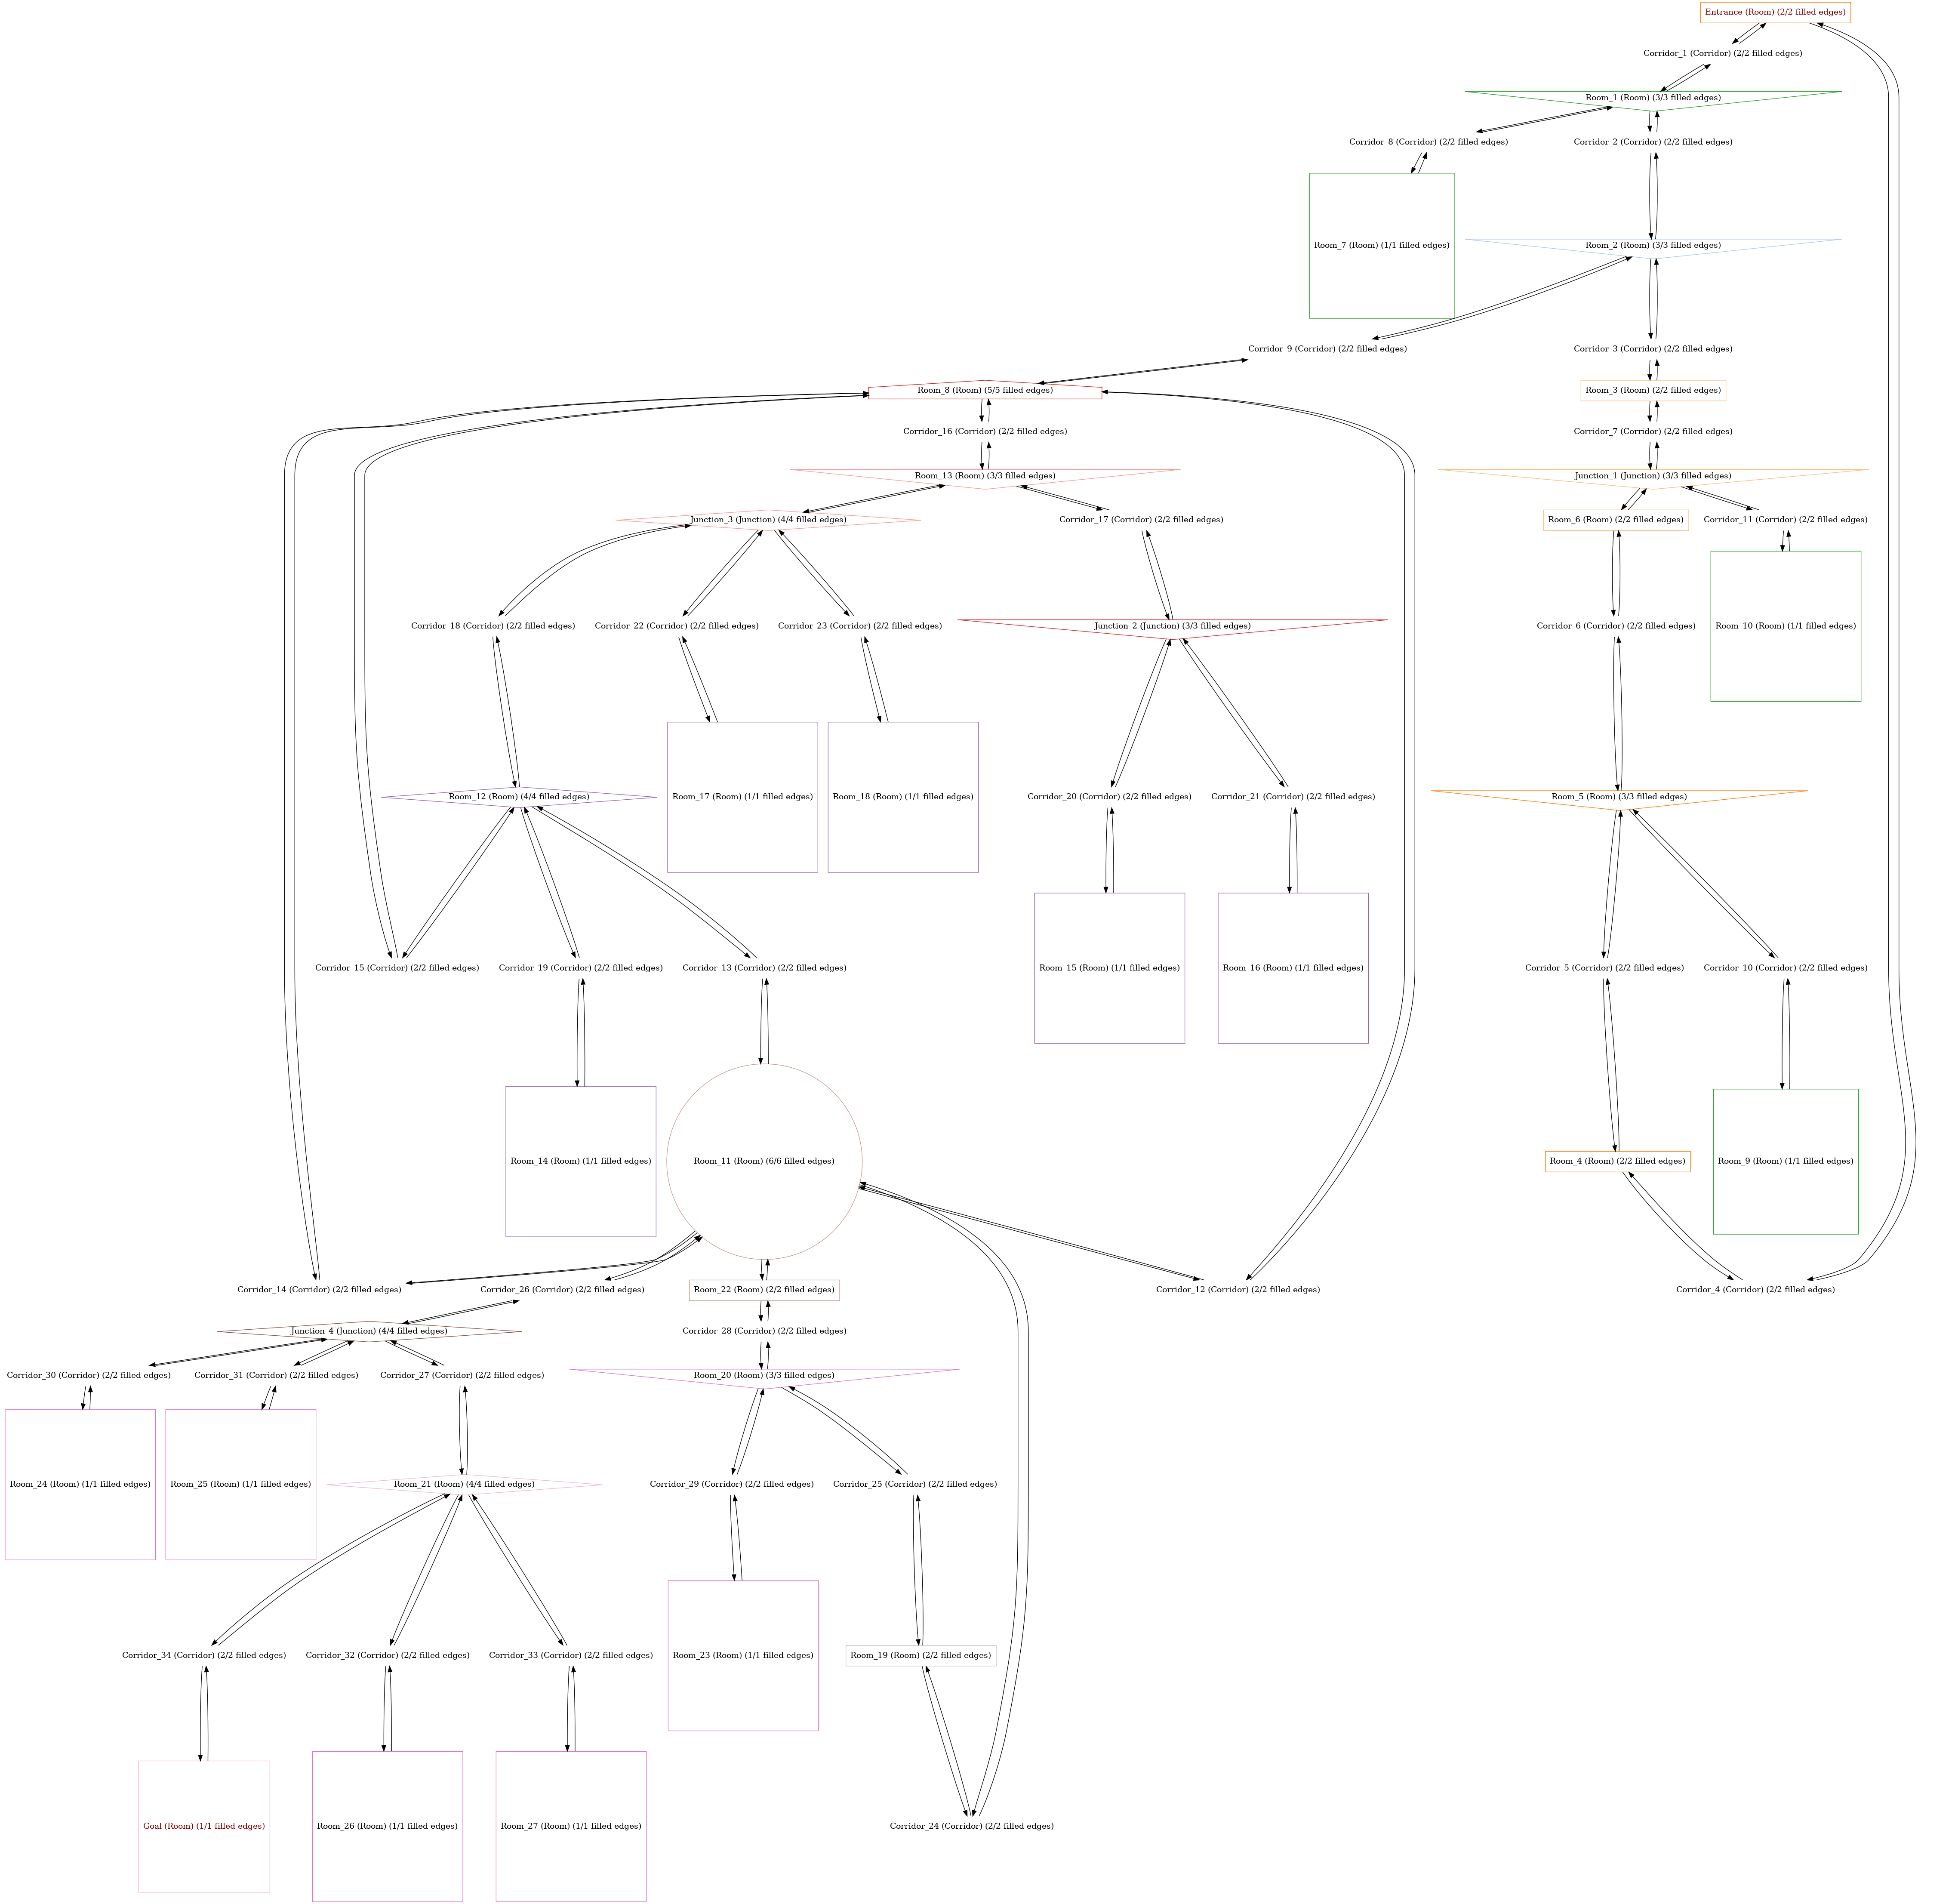 Entrance (Room) (2/2 filled edges)
Corridor_1 (Corridor) (2/2 filled edges)
Room_1 (Room) (3/3 filled edges)
Corridor_8 (Corridor) (2/2 filled edges)
Corridor_2 (Corridor) (2/2 filled edges)
Room_7 (Room) (1/1 filled edges)
Room_2 (Room) (3/3 filled edges)
Corridor_9 (Corridor) (2/2 filled edges)
Corridor_3 (Corridor) (2/2 filled edges)
Room_8 (Room) (5/5 filled edges)
Room_3 (Room) (2/2 filled edges)
Corridor_16 (Corridor) (2/2 filled edges)
Corridor_7 (Corridor) (2/2 filled edges)
Room_13 (Room) (3/3 filled edges)
Junction_1 (Junction) (3/3 filled edges)
Junction_3 (Junction) (4/4 filled edges)
Corridor_17 (Corridor) (2/2 filled edges)
Room_6 (Room) (2/2 filled edges)
Corridor_11 (Corridor) (2/2 filled edges)
Corridor_18 (Corridor) (2/2 filled edges)
Corridor_22 (Corridor) (2/2 filled edges)
Corridor_23 (Corridor) (2/2 filled edges)
Junction_2 (Junction) (3/3 filled edges)
Corridor_6 (Corridor) (2/2 filled edges)
Room_10 (Room) (1/1 filled edges)
Room_12 (Room) (4/4 filled edges)
Room_17 (Room) (1/1 filled edges)
Room_18 (Room) (1/1 filled edges)
Corridor_20 (Corridor) (2/2 filled edges)
Corridor_21 (Corridor) (2/2 filled edges)
Room_5 (Room) (3/3 filled edges)
Corridor_15 (Corridor) (2/2 filled edges)
Corridor_19 (Corridor) (2/2 filled edges)
Corridor_13 (Corridor) (2/2 filled edges)
Room_15 (Room) (1/1 filled edges)
Room_16 (Room) (1/1 filled edges)
Corridor_5 (Corridor) (2/2 filled edges)
Corridor_10 (Corridor) (2/2 filled edges)
Room_14 (Room) (1/1 filled edges)
Room_11 (Room) (6/6 filled edges)
Room_4 (Room) (2/2 filled edges)
Room_9 (Room) (1/1 filled edges)
Corridor_14 (Corridor) (2/2 filled edges)
Corridor_26 (Corridor) (2/2 filled edges)
Room_22 (Room) (2/2 filled edges)
Corridor_12 (Corridor) (2/2 filled edges)
Corridor_4 (Corridor) (2/2 filled edges)
Junction_4 (Junction) (4/4 filled edges)
Corridor_28 (Corridor) (2/2 filled edges)
Corridor_30 (Corridor) (2/2 filled edges)
Corridor_31 (Corridor) (2/2 filled edges)
Corridor_27 (Corridor) (2/2 filled edges)
Room_20 (Room) (3/3 filled edges)
Room_24 (Room) (1/1 filled edges)
Room_25 (Room) (1/1 filled edges)
Room_21 (Room) (4/4 filled edges)
Corridor_29 (Corridor) (2/2 filled edges)
Corridor_25 (Corridor) (2/2 filled edges)
Corridor_34 (Corridor) (2/2 filled edges)
Corridor_32 (Corridor) (2/2 filled edges)
Corridor_33 (Corridor) (2/2 filled edges)
Room_23 (Room) (1/1 filled edges)
Room_19 (Room) (2/2 filled edges)
Goal (Room) (1/1 filled edges)
Room_26 (Room) (1/1 filled edges)
Room_27 (Room) (1/1 filled edges)
Corridor_24 (Corridor) (2/2 filled edges)